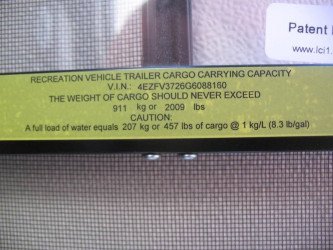 Patent
www.lci1.
RECREATION VEHICLE TRAILER CARGO CARRYING CAPACITY
V.I.N.: 4EZFV3726G6088160
THE WEIGHT OF CARGO SHOULD NEVER EXCEED
911 kg or 2009 lbs
CAUTION:
A full load of water equals 207 kg or 457 lbs of cargo @ 1 kg/L (8.3 lb/gal)